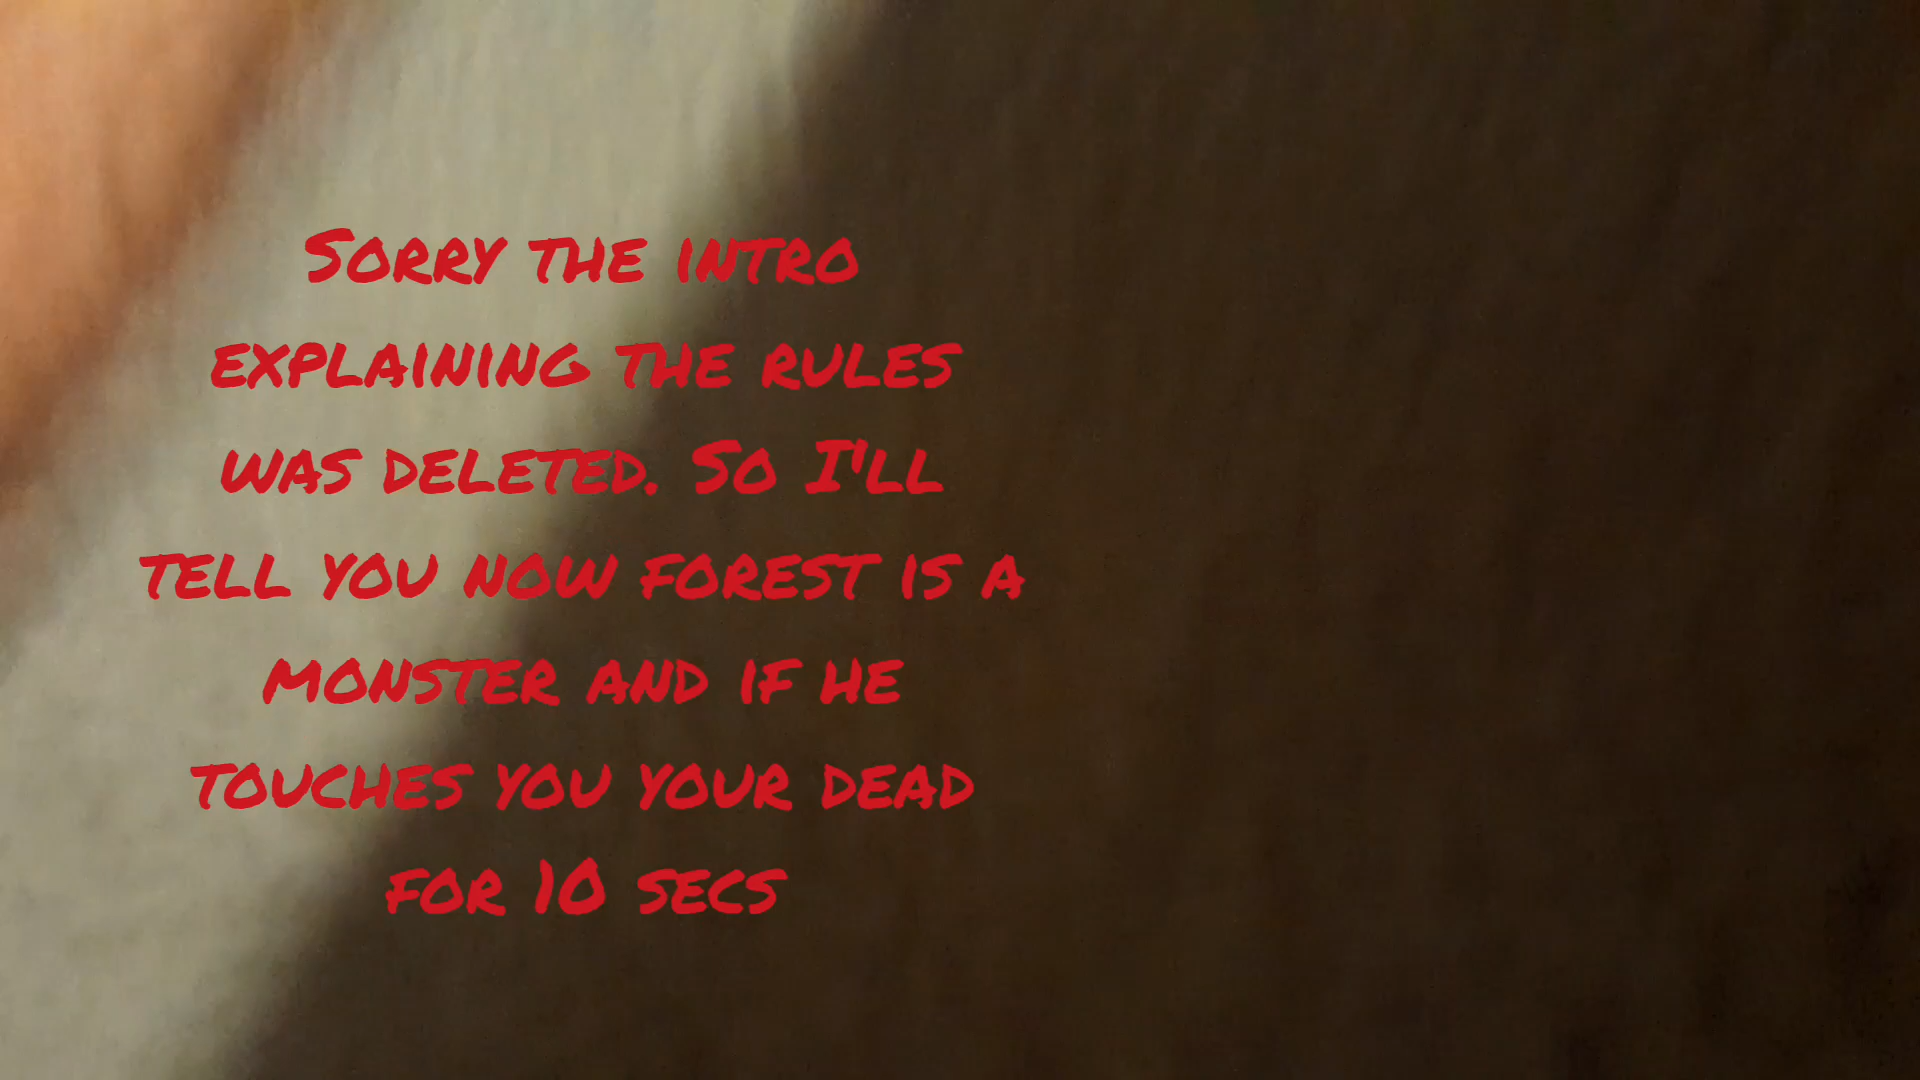 Sorry the intro
explaining the rules
was deleted. So I'll
tell you now forest is a
monster and if he
touches you your dead
for 10 secs